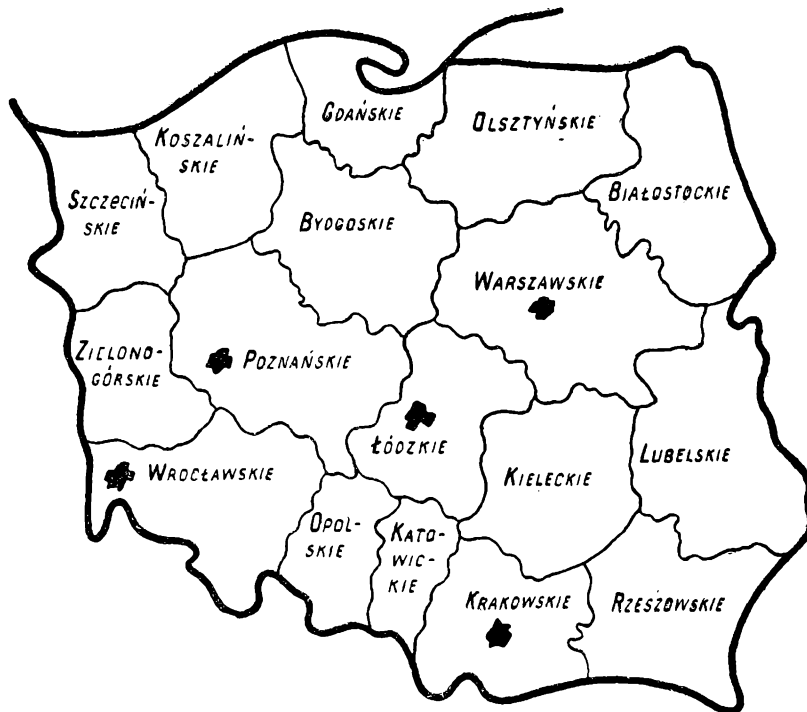 GDAŃSKIE
OLSZTYŃSKIE
KOSZALIŃ-
SKIE
BIAŁOSTOCKIE
SZCZECIŃ-
SKIE
BYDGOSKIE
WARSZAWSKIE
ZIELONO-
GÓRSKIE
POZNAŃSKIE
ŁÓDZKIE
LUBELSKIE
WROCŁAWSKIE
KIELECKIE
OPOL-
SKIE
KATO-
WIC-
KIE
KRAKOWSKIE
RZESZOWSKIE